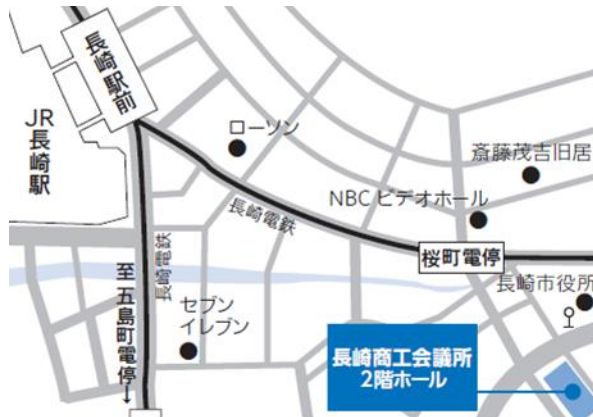 長崎駅前
JR
長崎駅
ローソン
斎藤茂吉旧居
NBC ビデオホール
長崎電鉄
長崎電鉄
桜町電停
長崎市役所
セブン
イレブン
至 五島町電停→
長崎商工会議所
2階ホール